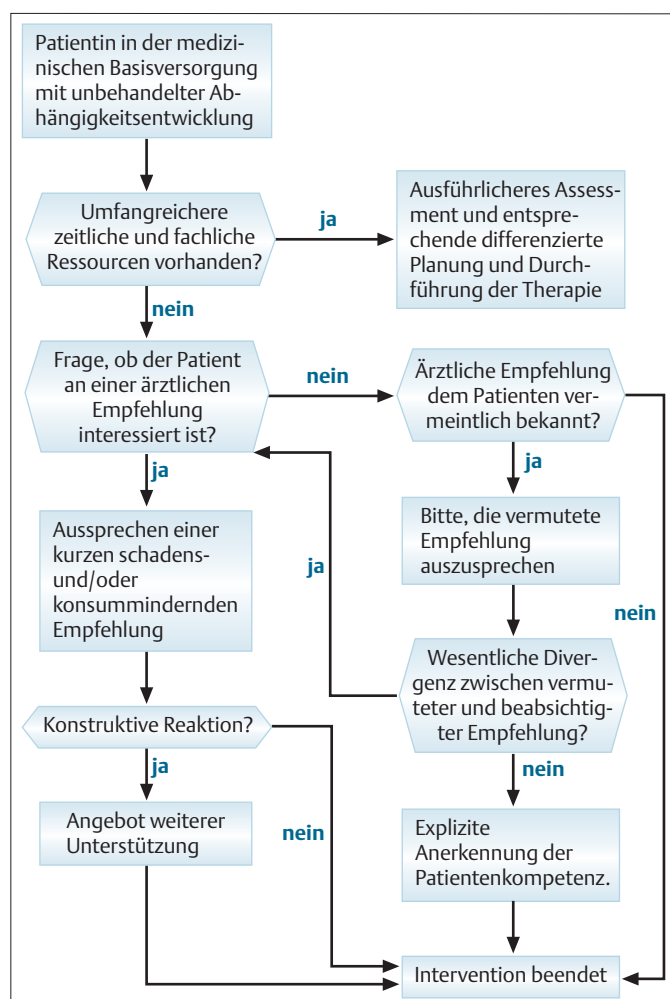 Patientin in der medizi-
nischen Basisversorgung
mit unbehandelter Ab-
hängigkeitsentwicklung
Umfangreichere
zeitliche und fachliche
Ressourcen vorhanden?
ja
Ausführlicheres Assess-
ment und entspre-
chende differenzierte
Planung und Durch-
führung der Therapie
nein
Frage, ob der Patient
an einer ärztlichen
Empfehlung
interessiert ist?
nein
Ärztliche Empfehlung
dem Patienten ver-
meintlich bekannt?
ja
ja
Aussprechen einer
kurzen schadens-
und/oder
konsummindernden
Empfehlung
Bitte, die vermutete
Empfehlung
auszusprechen
ja
nein
Wesentliche Diver-
genz zwischen vermu-
teter und beabsichtig-
ter Empfehlung?
Konstruktive Reaktion?
ja
nein
nein
Angebot weiterer
Unterstützung
Explizite
Anerkennung der
Patientenkompetenz.
Intervention beendet